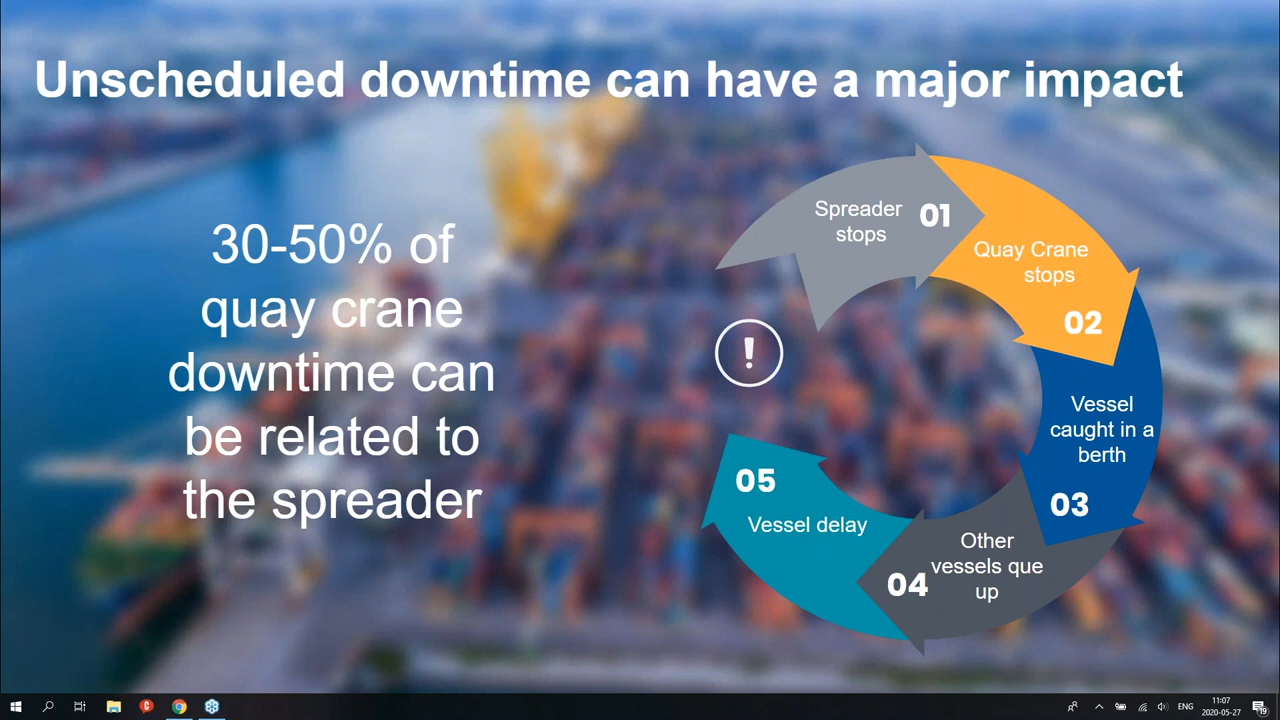 Unscheduled downtime can have a major impact
30-50% of
quay crane
downtime can
be related to
the spreader
Spreader
stops
01
Quay Crane
stops
02
Vessel
caught in a
berth
03
Other
vessels que
up
04
05
Vessel delay
!
ENG
11:07
2020-05-27
19